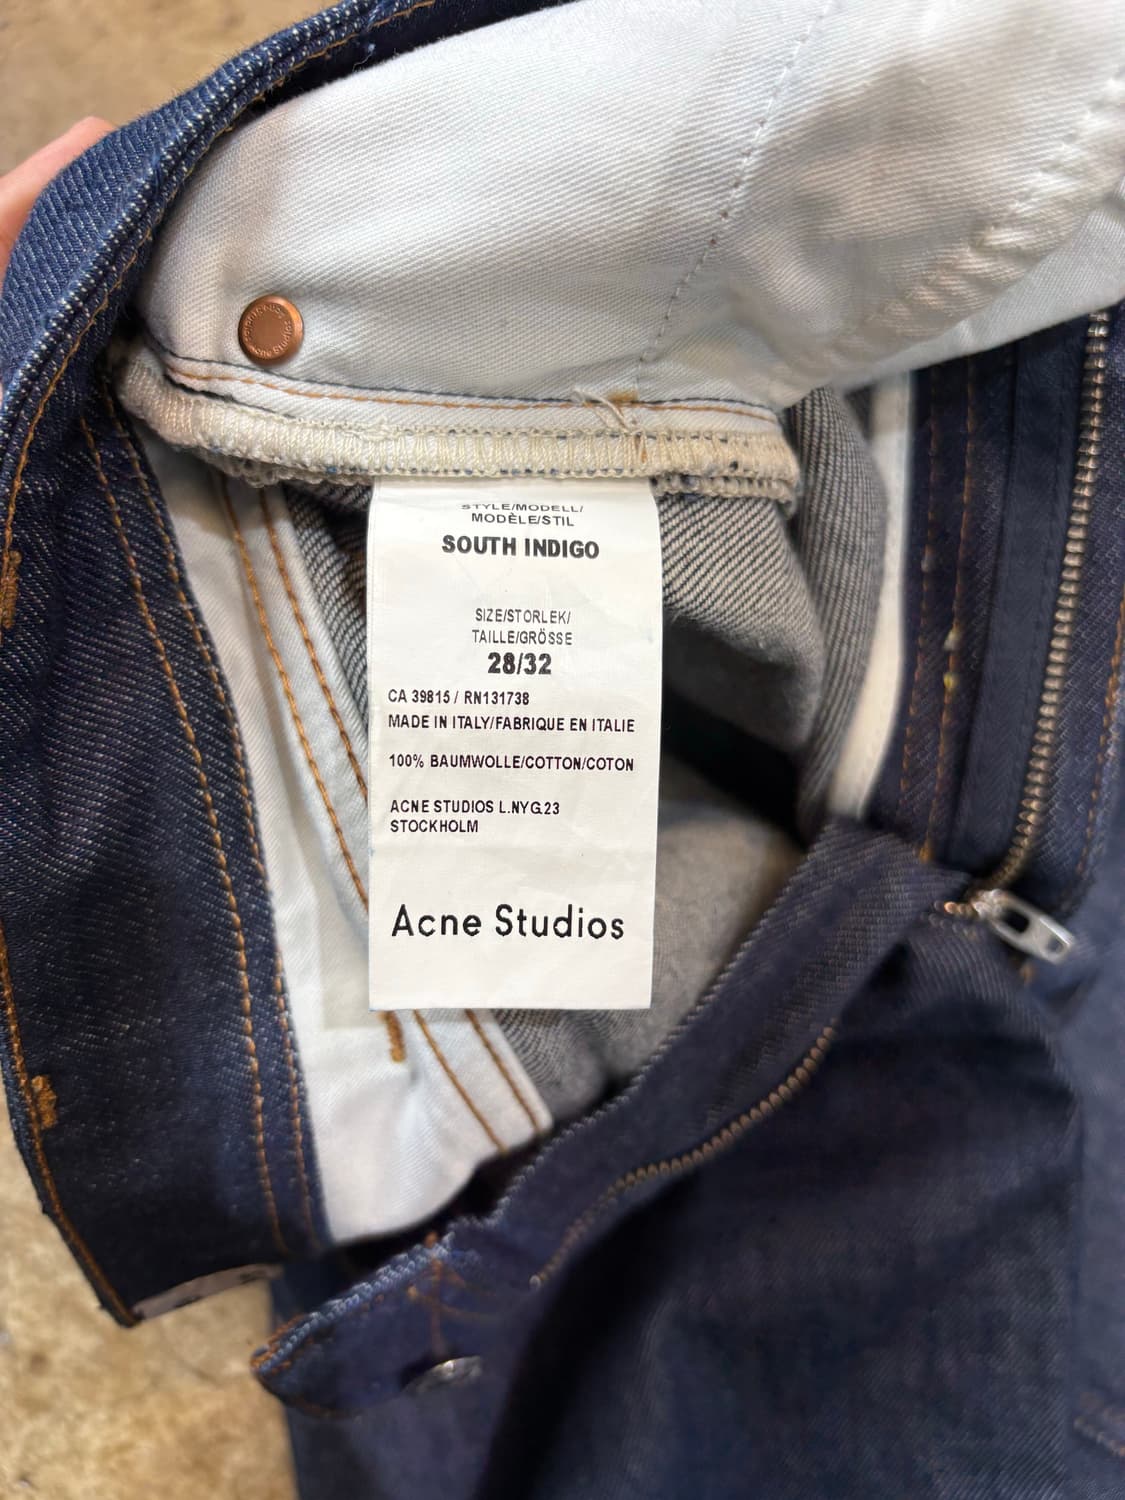 STYLE/MODELL/
MODÈLE/STIL
SOUTH INDIGO
SIZE/STORLEK/
TAILLE/GRÖSSE
28/32
CA 39815 / RN131738
MADE IN ITALY/FABRIQUE EN ITALIE
100% BAUMWOLLE/COTTON/COTON
ACNE STUDIOS L.NYG.23
STOCKHOLM
Acne Studios